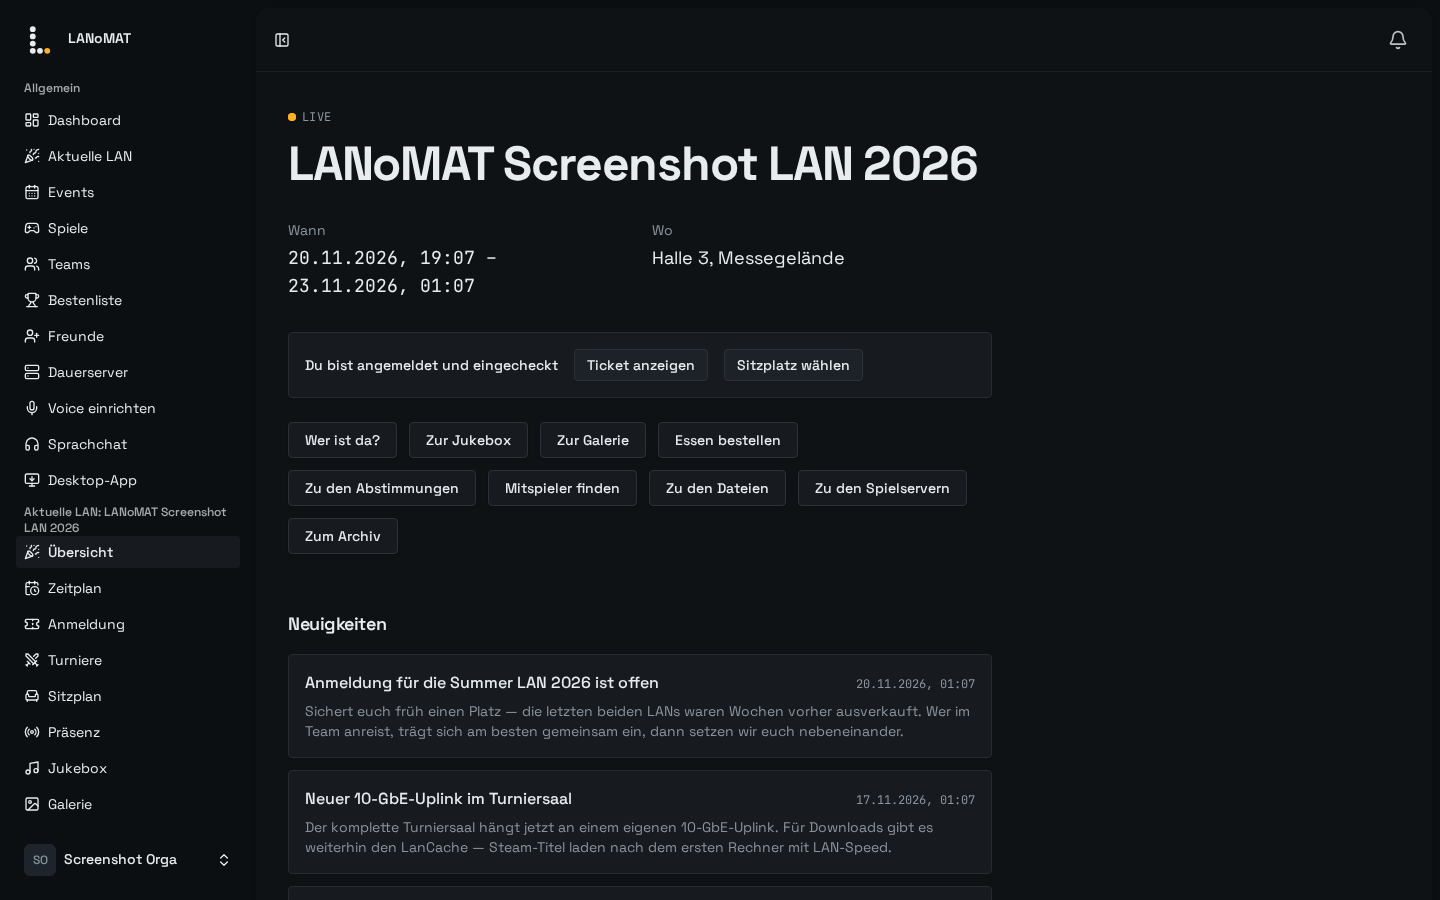 LANoMAT
Allgemein
Dashboard
Aktuelle LAN
Events
Spiele
Teams
Bestenliste
Freunde
Dauerserver
Voice einrichten
Sprachchat
Desktop-App
Aktuelle LAN: LANoMAT Screenshot
LAN 2026
Übersicht
Zeitplan
Anmeldung
Turniere
Sitzplan
Präsenz
Jukebox
Galerie
SO Screenshot Orga
LIVE
LANoMAT Screenshot LAN 2026
Wann
20.11.2026, 19:07 –
23.11.2026, 01:07
Wo
Halle 3, Messegelände
Du bist angemeldet und eingecheckt Ticket anzeigen Sitzplatz wählen
Wer ist da? Zur Jukebox Zur Galerie Essen bestellen
Zu den Abstimmungen Mitspieler finden Zu den Dateien Zu den Spielservern
Zum Archiv
Neuigkeiten
Anmeldung für die Summer LAN 2026 ist offen 20.11.2026, 01:07
Sichert euch früh einen Platz — die letzten beiden LANs waren Wochen vorher ausverkauft. Wer im
Team anreist, trägt sich am besten gemeinsam ein, dann setzen wir euch nebeneinander.
Neuer 10-GbE-Uplink im Turniersaal 17.11.2026, 01:07
Der komplette Turniersaal hängt jetzt an einem eigenen 10-GbE-Uplink. Für Downloads gibt es
weiterhin den LanCache — Steam-Titel laden nach dem ersten Rechner mit LAN-Speed.